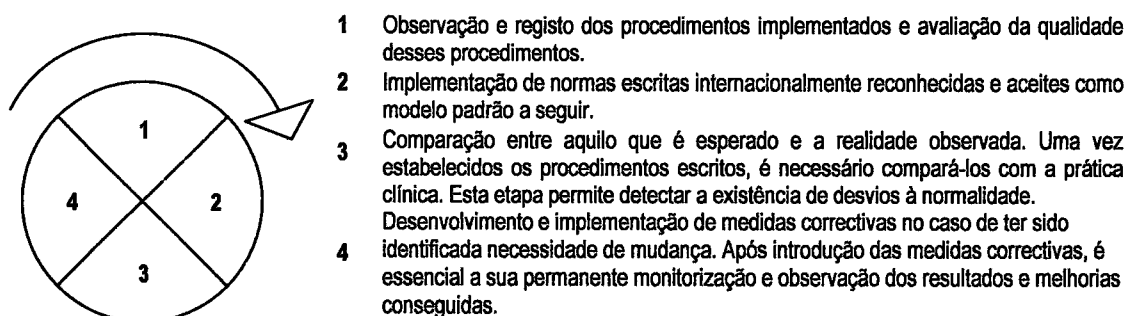 1 Observação e registo dos procedimentos implementados e avaliação da qualidade
desses procedimentos.
2 Implementação de normas escritas internacionalmente reconhecidas e aceites como
modelo padrão a seguir.
3 Comparação entre aquilo que é esperado e a realidade observada. Uma vez
estabelecidos os procedimentos escritos, é necessário compará-los com a prática
clínica. Esta etapa permite detectar a existência de desvios à normalidade.
Desenvolvimento e implementação de medidas correctivas no caso de ter sido
4 identificada necessidade de mudança. Após introdução das medidas correctivas, é
essencial a sua permanente monitorização e observação dos resultados e melhorias
conseguidas.
1
4 2
3